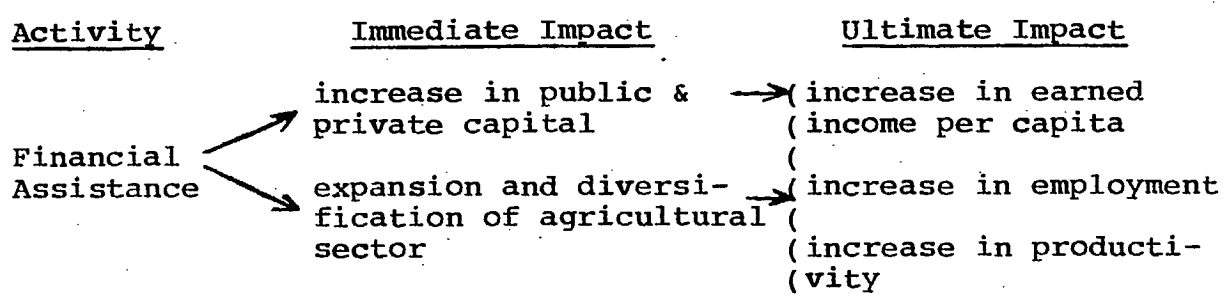 Activity Immediate Impact Ultimate Impact
increase in public & (increase in earned
private capital (income per capita
Financial (
Assistance expansion and diversi- (increase in employment
fication of agricultural (
sector (increase in producti-
(vity